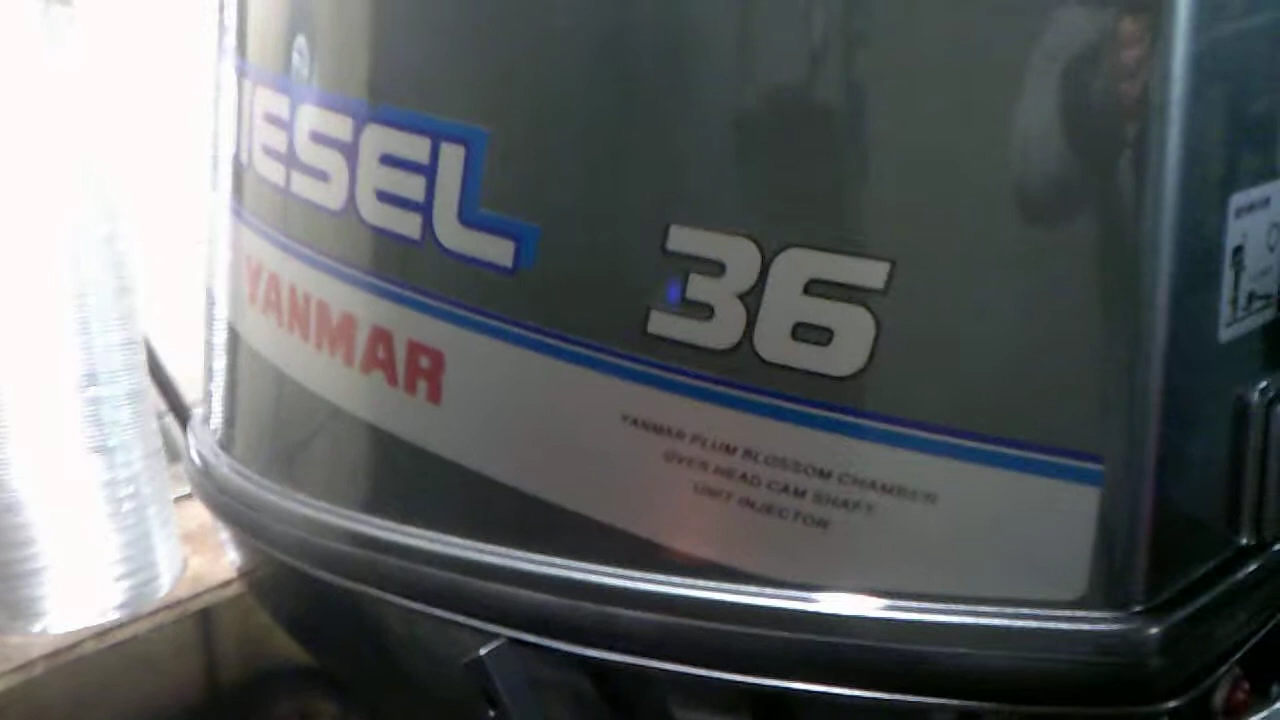 IESEL
36
YANMAR
YANMAR PLUM BLOSSOM CHAMBER
OVER HEAD CAM SHAFT
UNIT INJECTOR